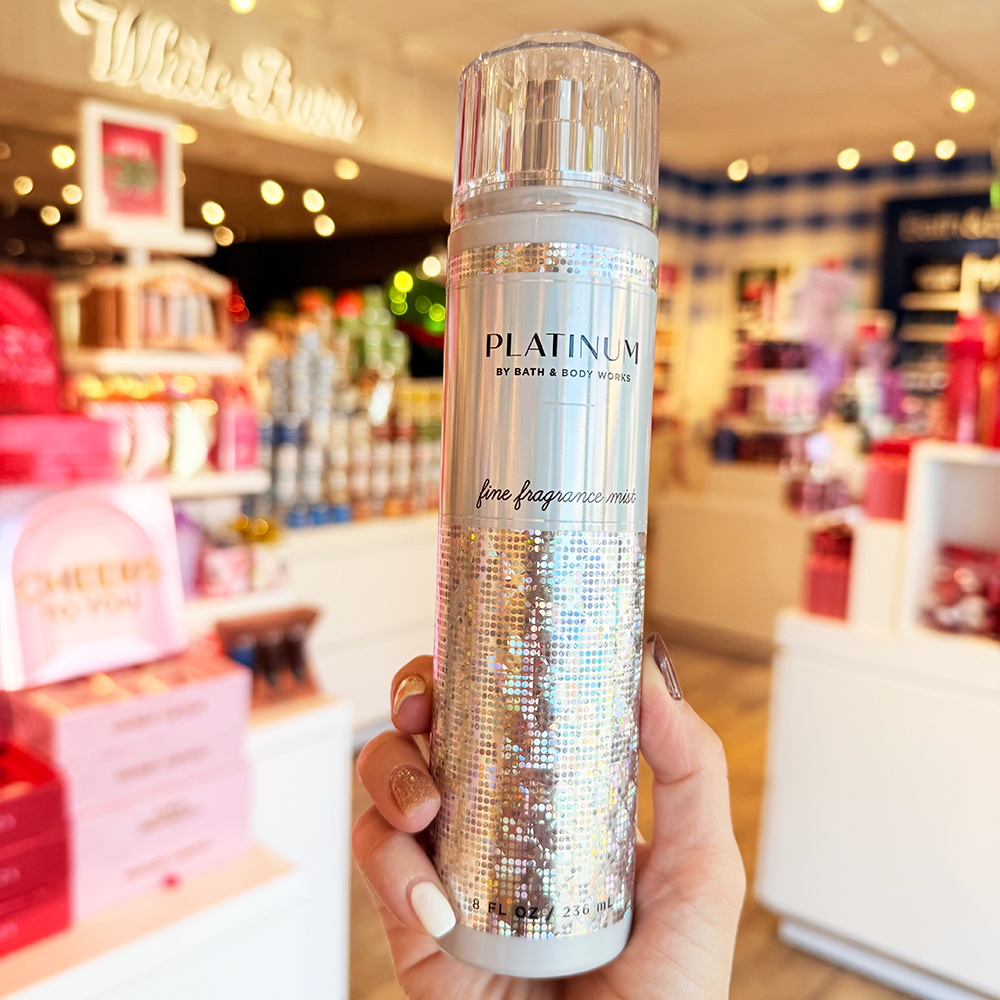 White Barn
PLATINUM
BY BATH & BODY WORKS
fine fragrance mist
8 FL OZ / 236 mL
CHEERS
TO YOU